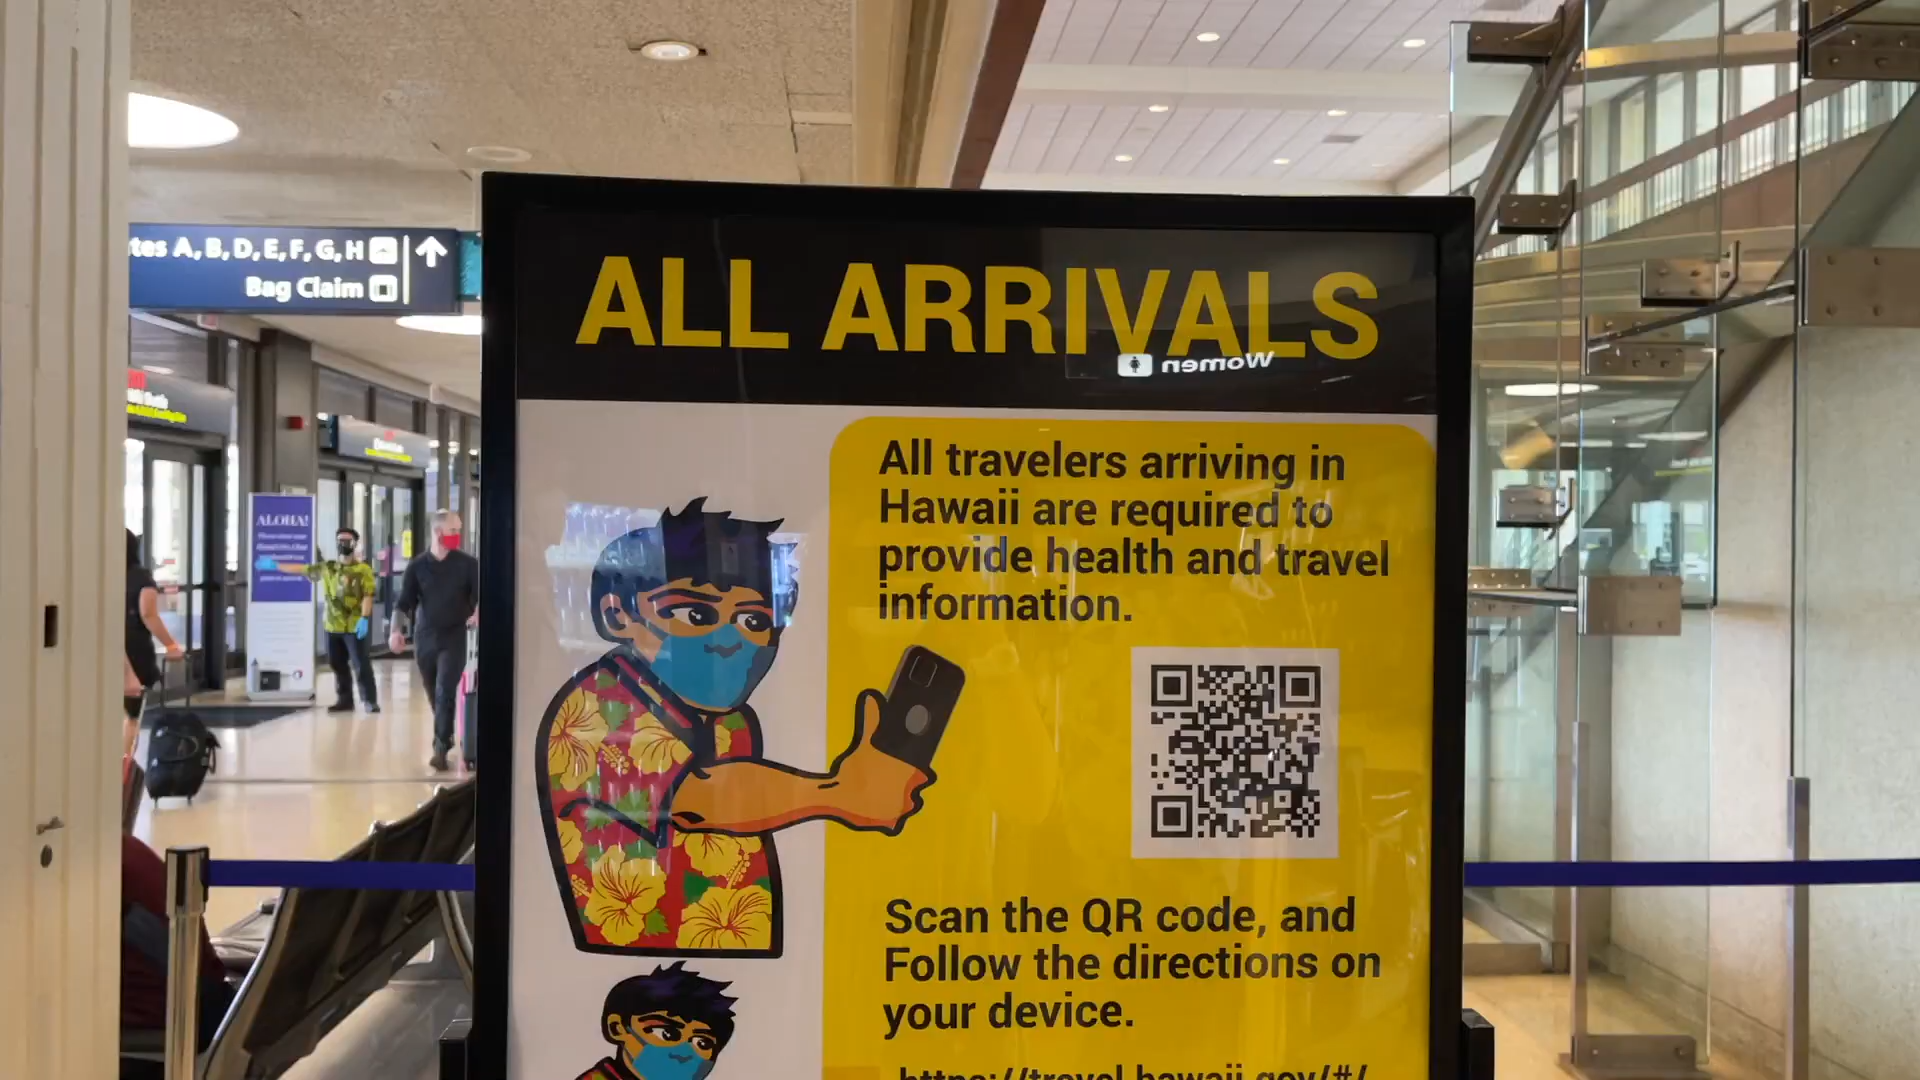 A, B, D, E, F, G, H
Bag Claim
ALL ARRIVALS
Women
All travelers arriving in
Hawaii are required to
provide health and travel
information.
ALOHA!
Scan the QR code, and
Follow the directions on
your device.
https://travel.hawaii.gov/#/